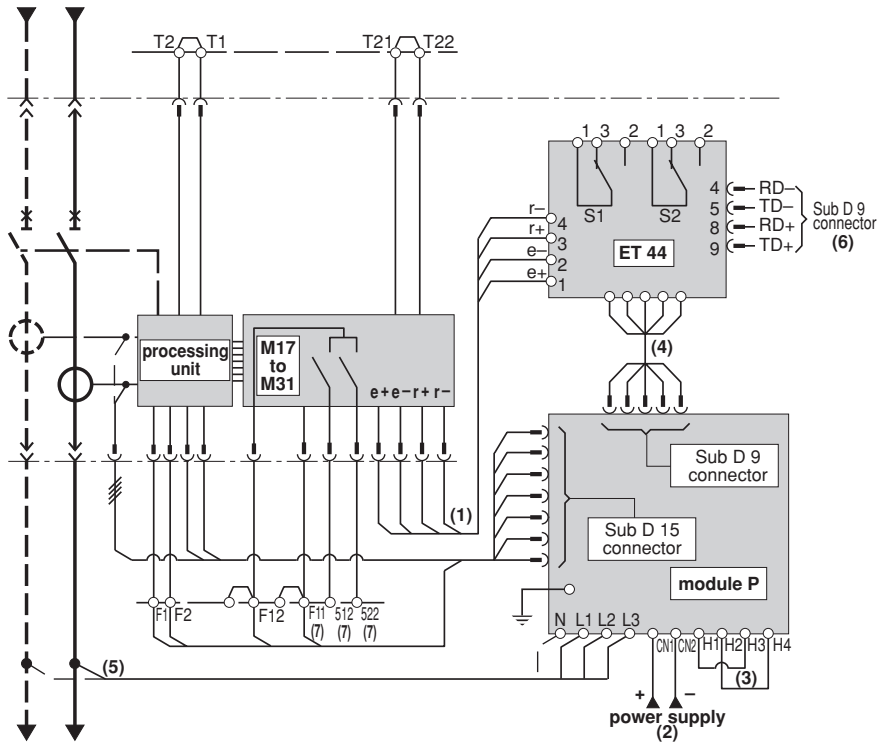 T2 T1 T21 T22
1 3 2 1 3 2
S1 S2
4 RD−
5 TD−
8 RD+
9 TD+
Sub D 9
connector
(6)
r− 4
r+ 3
e− 2
e+ 1
ET 44
(4)
processing
unit
M17
to
M31
e+ e− r+ r−
(1)
Sub D 9
connector
Sub D 15
connector
module P
F1 F2 F12 F11 512 522
(7) (7) (7)
N L1 L2 L3 CN1 CN2 H1 H2 H3 H4
(3)
(5)
+ −
power supply
(2)